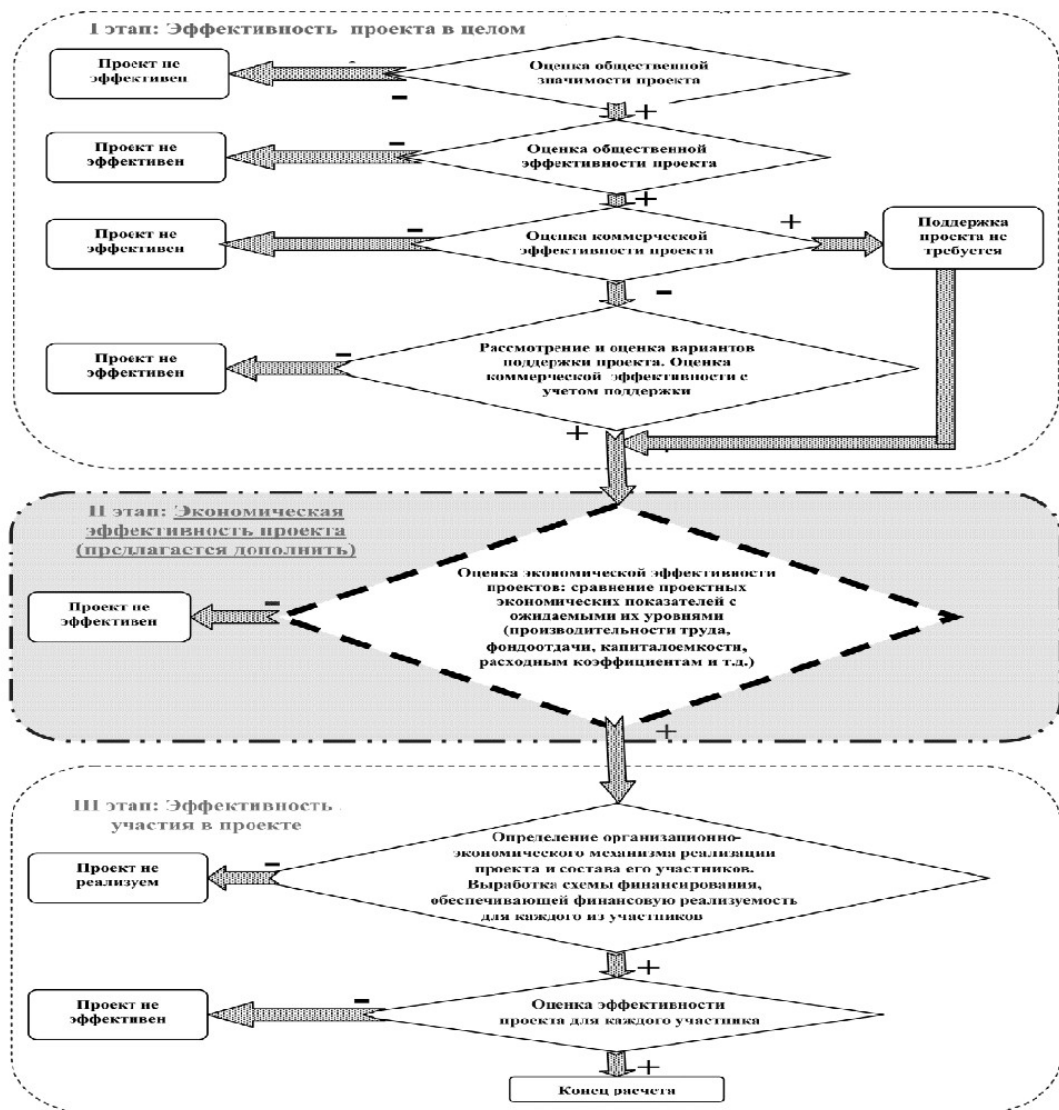 I этап: Эффективность проекта в целом
Проект не
эффективен
Оценка общественной
значимости проекта
–
+
Проект не
эффективен
–
Оценка общественной
эффективности проекта
+
Проект не
эффективен
–
Оценка коммерческой
эффективности проекта
+
Поддержка
проекта не
требуется
–
Проект не
эффективен
–
Рассмотрение и оценка вариантов
поддержки проекта. Оценка
коммерческой эффективности с
учетом поддержки
+
II этап: Экономическая
эффективность проекта
(предлагается дополнить)
Проект не
эффективен
–
Оценка экономической эффективности
проектов: сравнение проектных
экономических показателей с
ожидаемыми их уровнями
(производительности труда,
фондоотдачи, капиталоемкости,
расходным коэффициентам и т.д.)
+
III этап: Эффективность
участия в проекте
Проект не
реализуем
–
Определение организационно-
экономического механизма реализации
проекта и состава его участников.
Выработка схемы финансирования,
обеспечивающей финансовую реализуемость
для каждого из участников
+
Проект не
эффективен
–
Оценка эффективности
проекта для каждого участника
+
Конец расчета